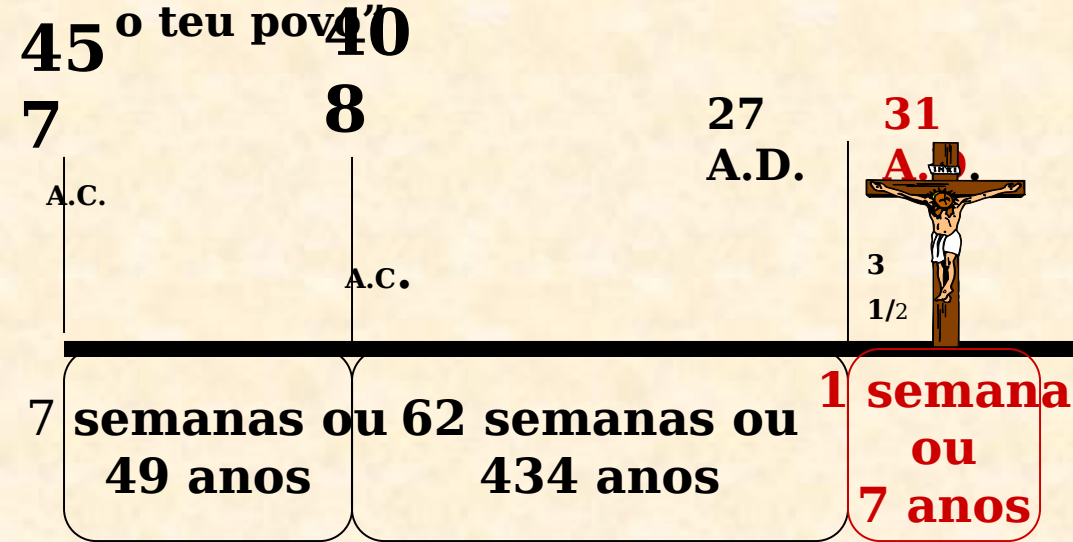 o teu povo”
45
7
A.C.
40
8
A.C.
27
A.D.
31
A.D.
INRI
3
1/2
7 semanas ou
49 anos
62 semanas ou
434 anos
1 semana
ou
7 anos